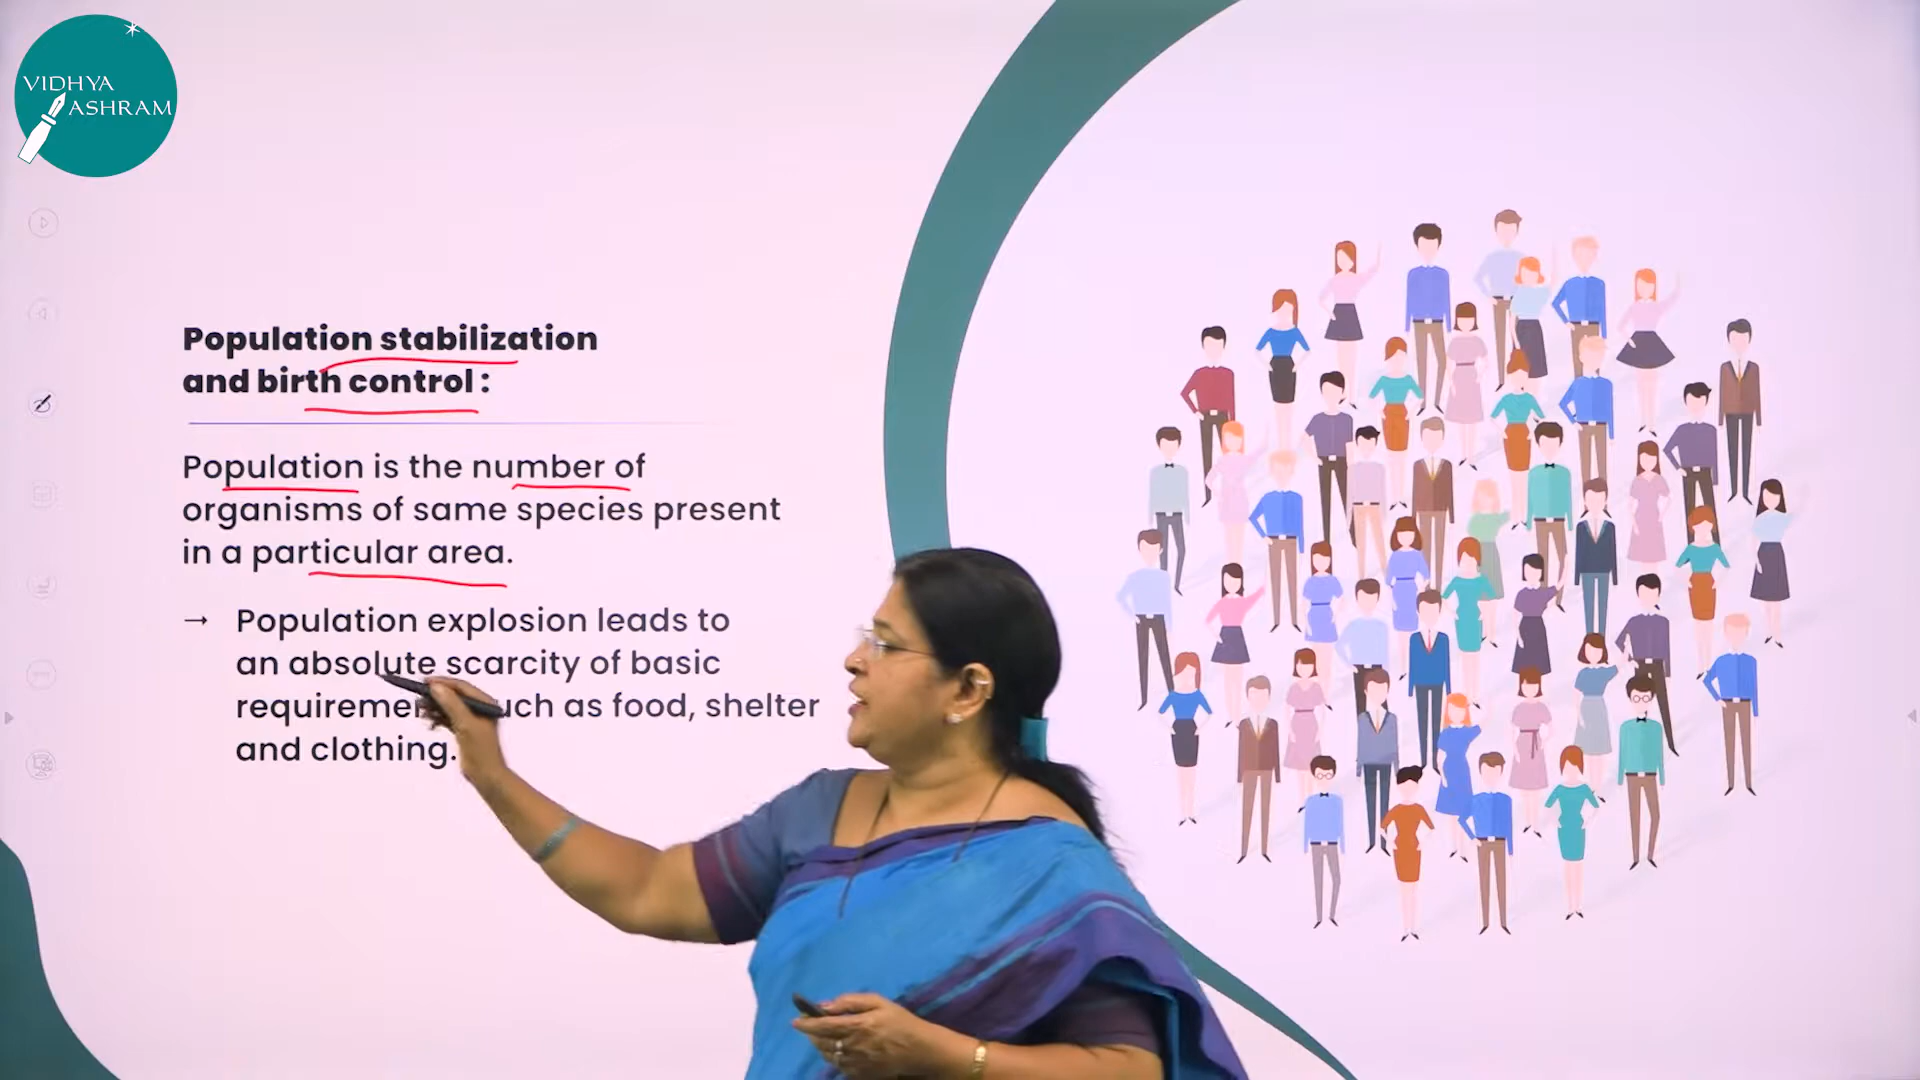 VIDHYA
ASHRAM
Population stabilization
and birth control :
Population is the number of
organisms of same species present
in a particular area.
→ Population explosion leads to
an absolute scarcity of basic
such as food, shelter
and clothing.